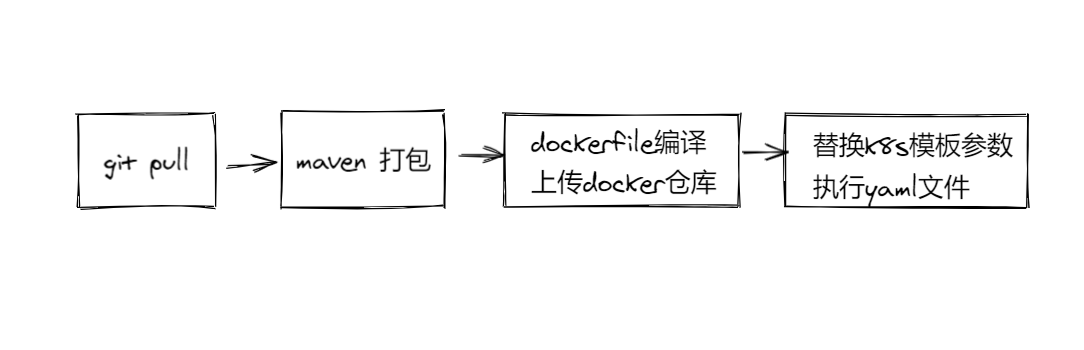 git pull
maven 打包
dockerfile编译
上传docker仓库
替换k8s模板参数
执行yaml文件